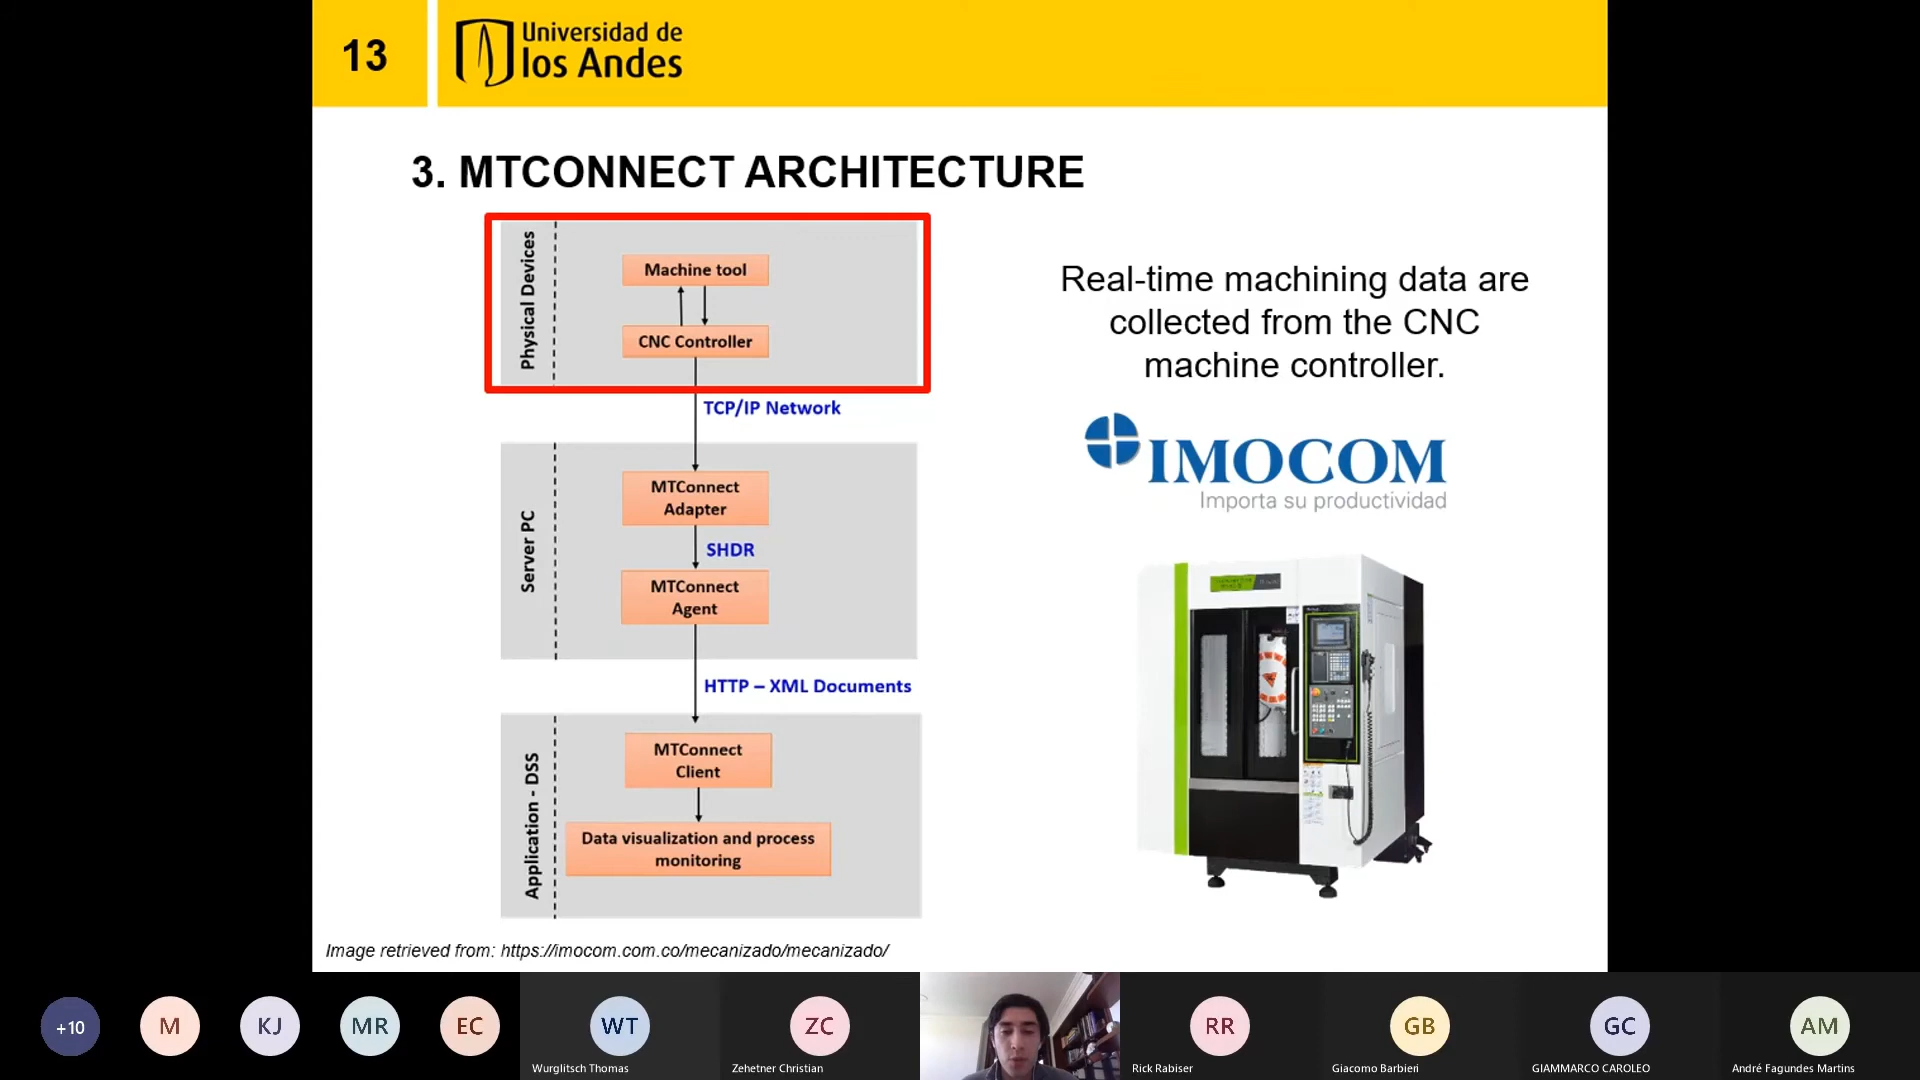 13
Universidad de
los Andes
3. MTCONNECT ARCHITECTURE
Physical Devices
Machine tool
CNC Controller
TCP/IP Network
Server PC
MTConnect
Adapter
SHDR
MTConnect
Agent
HTTP – XML Documents
Application - DSS
MTConnect
Client
Data visualization and process
monitoring
Real-time machining data are
collected from the CNC
machine controller.
IMOCOM
Importa su productividad
Image retrieved from: https://imocom.com.co/mecanizado/mecanizado/
+10
M
KJ
MR
EC
WT
Wurglitsch Thomas
ZC
Zehetner Christian
RR
Rick Rabiser
GB
Giacomo Barbieri
GC
GIAMMARCO CAROLEO
AM
André Fagundes Martins